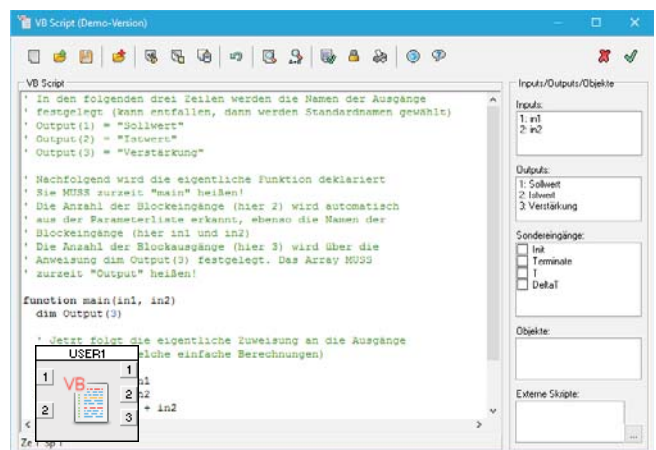 VB Script (Demo-Version)
VB Script
' In den folgenden drei Zeilen werden die Namen der Ausgänge
' festgelegt (kann entfallen, dann werden Standardnamen gewählt)
' Output(1) = "Sollwert"
' Output(2) = "Istwert"
' Output(3) = "Verstärkung"
' Nachfolgend wird die eigentliche Funktion deklariert
' Sie MUSS zurzeit "main" heißen!
' Die Anzahl der Blockeingänge (hier 2) wird automatisch
' aus der Parameterliste erkannt, ebenso die Namen der
' Blockeingänge (hier in1 und in2)
' Die Anzahl der Blockausgänge (hier 3) wird über die
' Anweisung dim Output(3) festgelegt. Das Array MUSS
' zurzeit "Output" heißen!
function main(in1, in2)
dim Output(3)
' Jetzt folgt die eigentliche Zuweisung an die Ausgänge
elche einfache Berechnungen)
+ in2
USER1
1
2
VB
1
2
3
Inputs/Outputs/Objekte
Inputs:
1: in1
2: in2
Outputs:
1: Sollwert
2: Istwert
3: Verstärkung
Sondereingänge:
Init
Terminate
T
DeltaT
Objekte:
Externe Skripte:
...